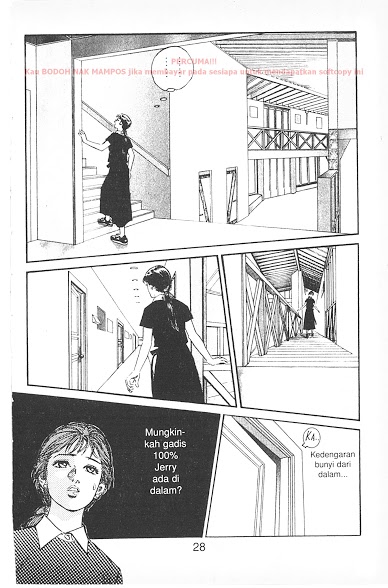 PERCUMA!!!
Kau BODOH NAK MAMPOS jika membayar pada sesiapa untuk mendapatkan softcopy ini
KA..
Kedengaran
bunyi dari
dalam...
Mungkin-
kah gadis
100%
Jerry
ada di
dalam?
28